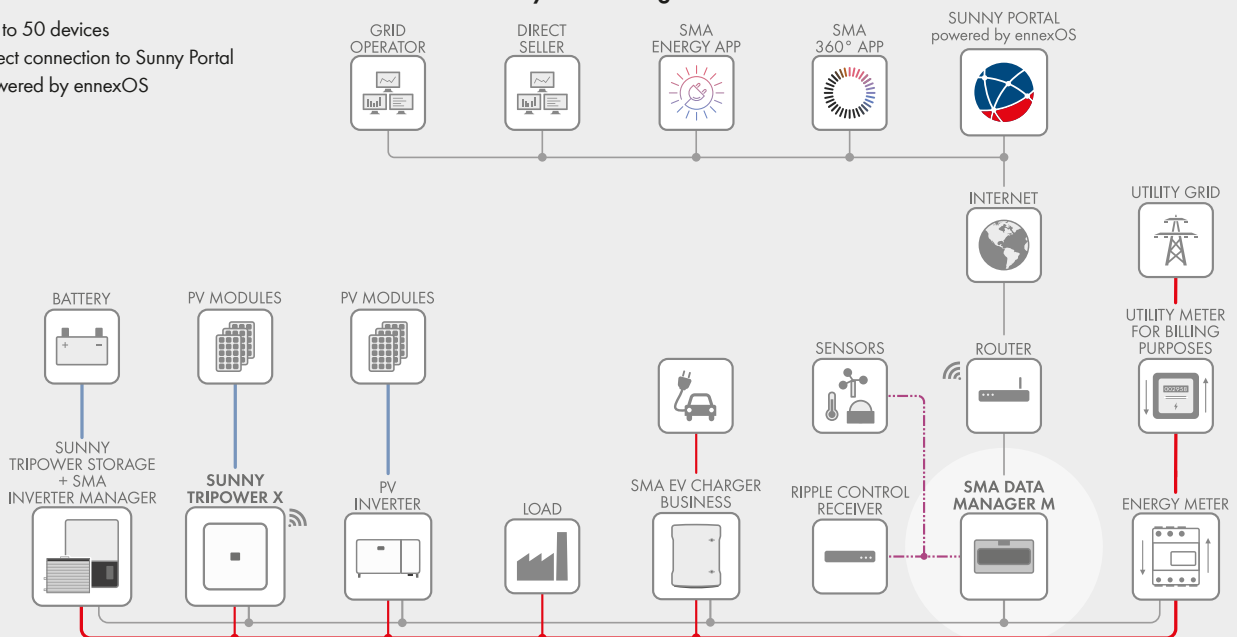 to 50 devices
ect connection to Sunny Portal
wered by ennexOS
GRID
OPERATOR
DIRECT
SELLER
SMA
ENERGY APP
SMA
360° APP
SUNNY PORTAL
powered by ennexOS
INTERNET
UTILITY GRID
BATTERY
PV MODULES
PV MODULES
SENSORS
ROUTER
UTILITY METER
FOR BILLING
PURPOSES
002958
SUNNY
TRIPOWER STORAGE
+ SMA
INVERTER MANAGER
SUNNY
TRIPOWER X
PV
INVERTER
LOAD
SMA EV CHARGER
BUSINESS
RIPPLE CONTROL
RECEIVER
SMA DATA
MANAGER M
ENERGY METER